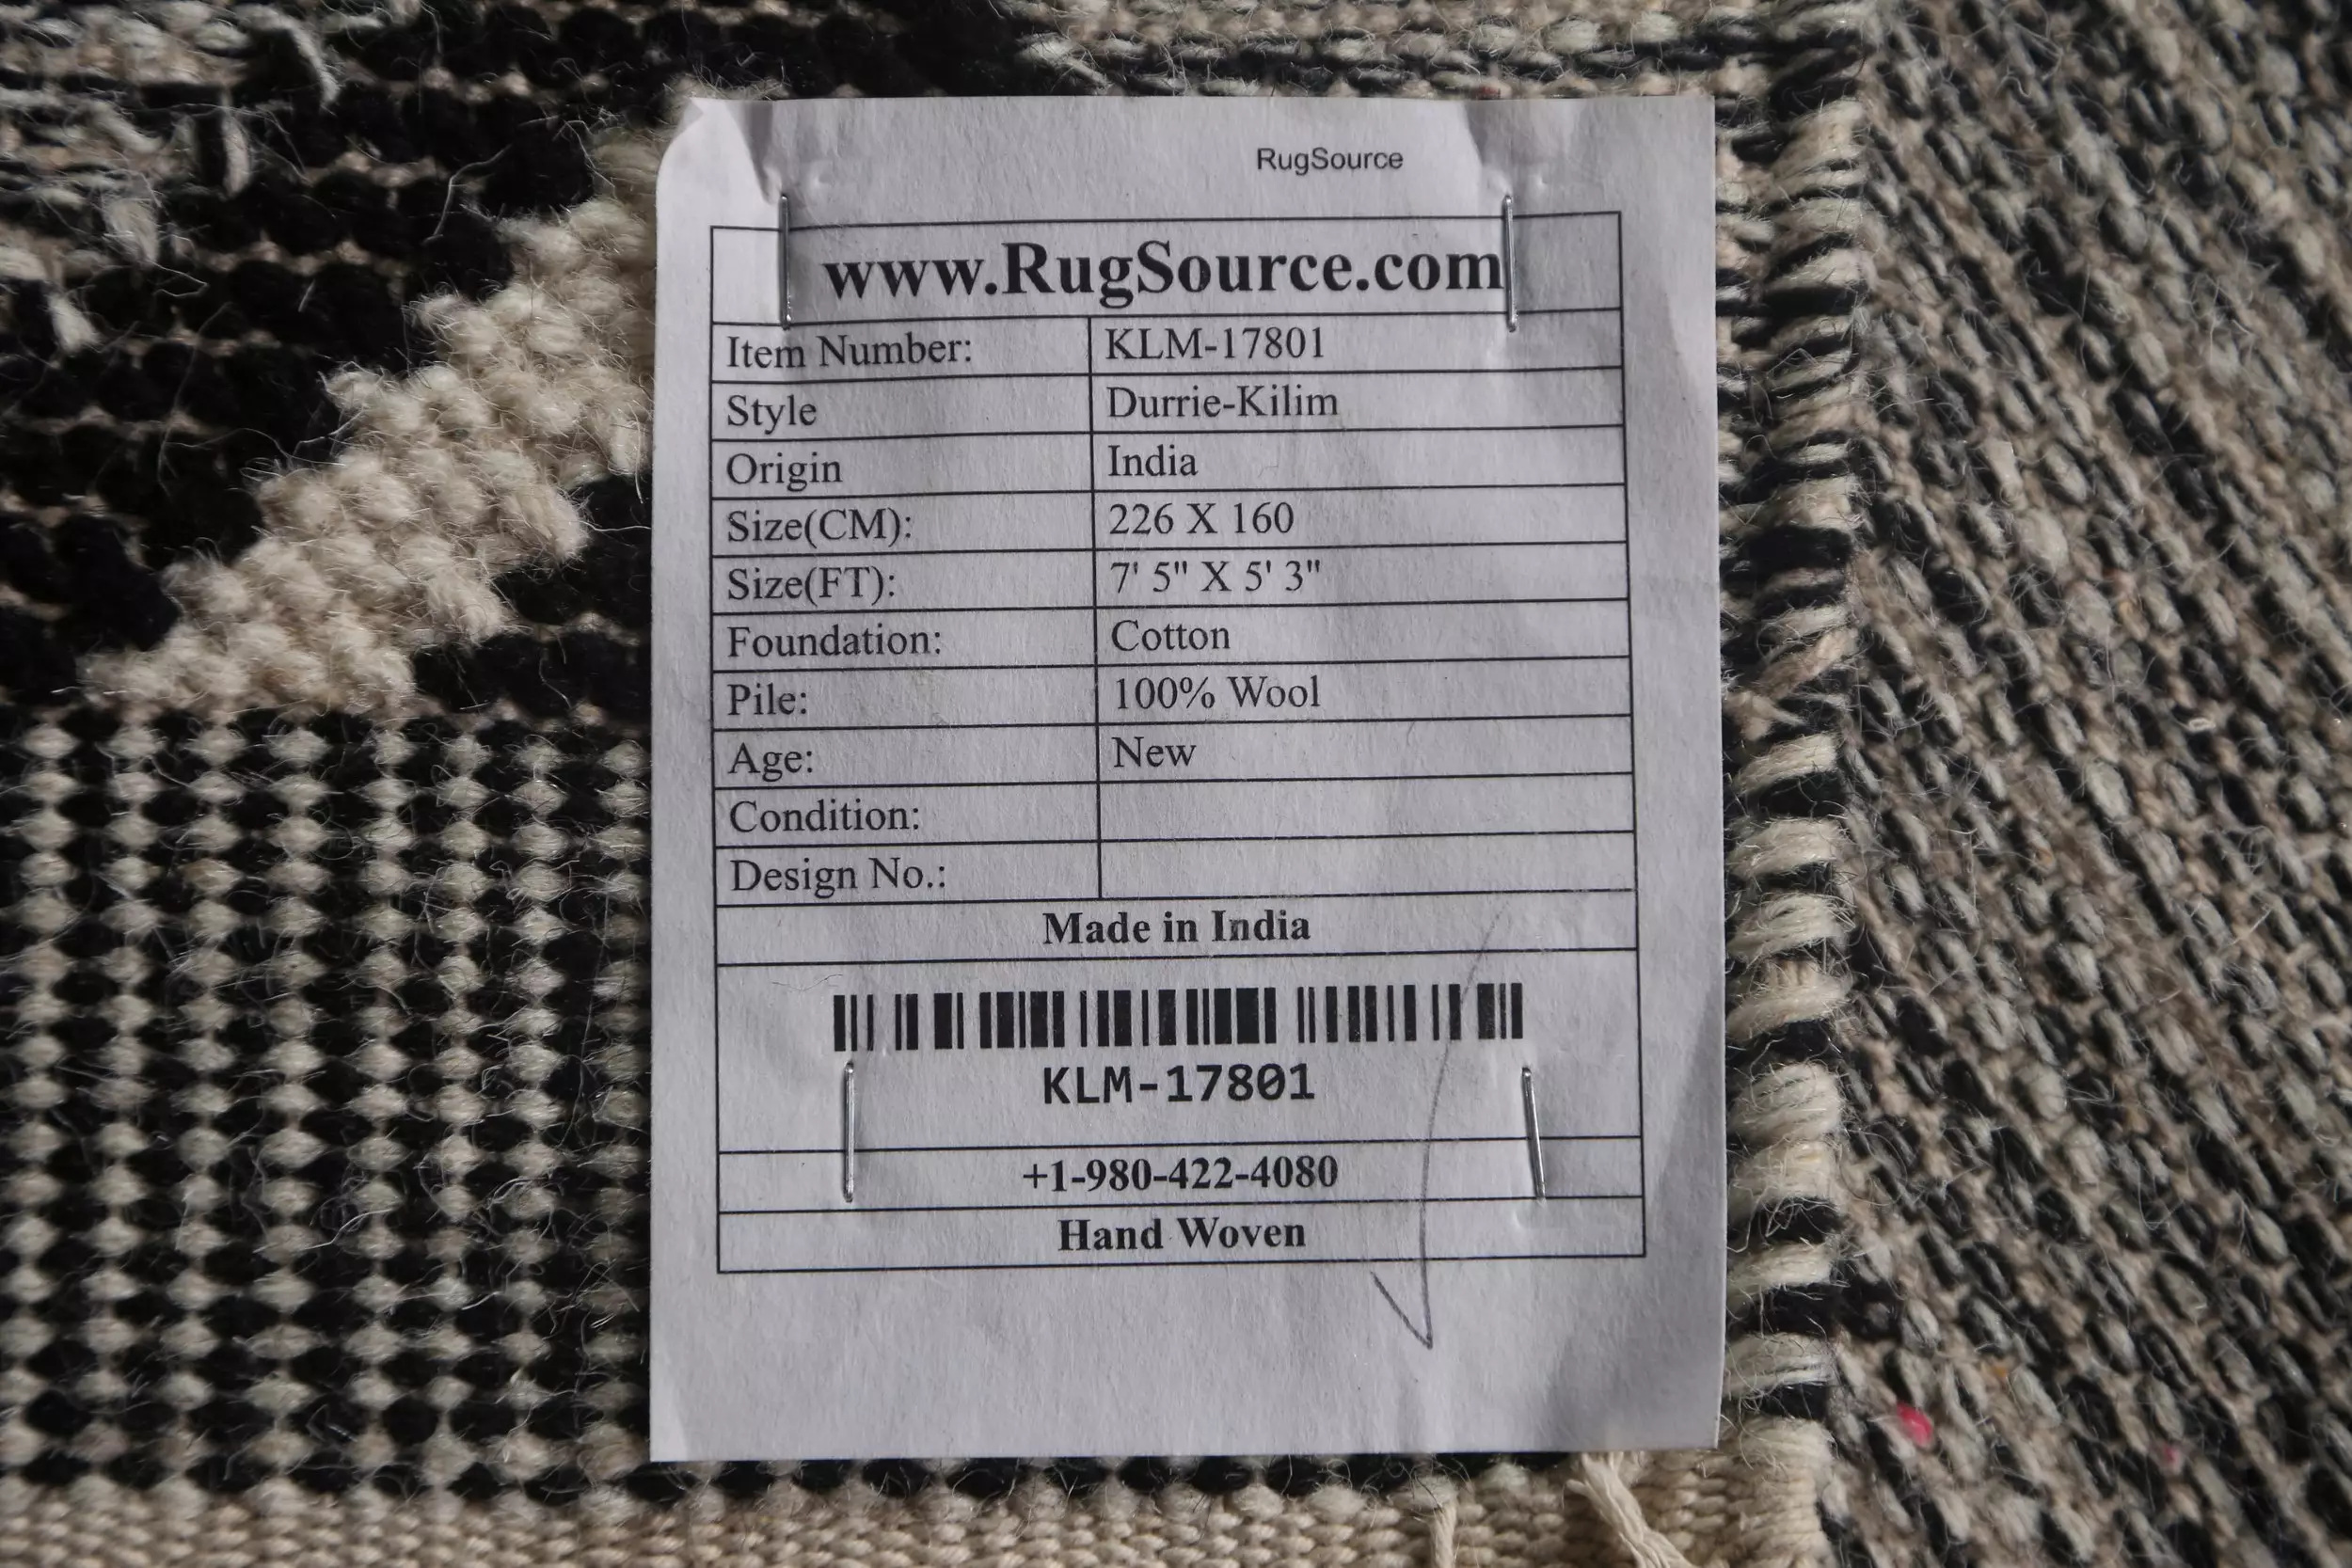 RugSource
www.RugSource.com
Item Number: KLM-17801
Style Durrie-Kilim
Origin India
Size(CM): 226 X 160
Size(FT): 7' 5" X 5' 3"
Foundation: Cotton
Pile: 100% Wool
Age: New
Condition:
Design No.:
Made in India
KLM-17801
+1-980-422-4080
Hand Woven